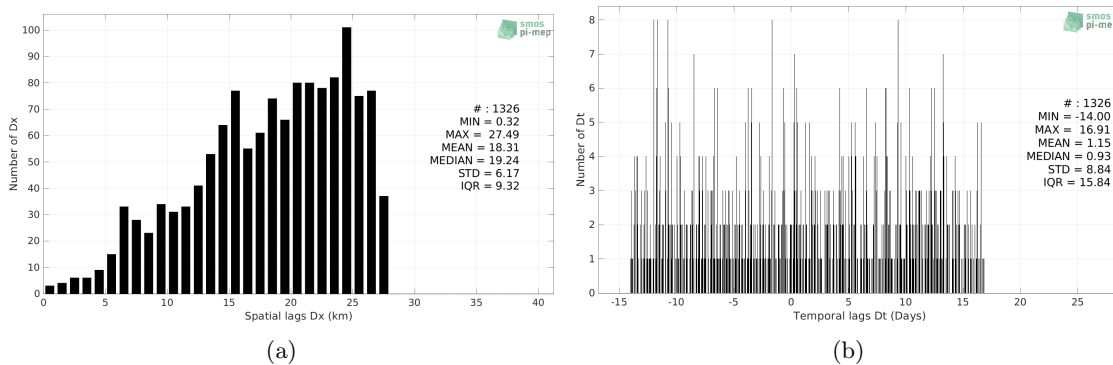 100
90
80
70
60
50
40
30
20
10
0
Number of Dx
0 5 10 15 20 25 30 35 40
Spatial lags Dx (km)
smos
pi-mep
# : 1326
MIN = 0.32
MAX = 27.49
MEAN = 18.31
MEDIAN = 19.24
STD = 6.17
IQR = 9.32
(a)
8
7
6
5
4
3
2
1
0
Number of Dt
-15 -10 -5 0 5 10 15 20 25
Temporal lags Dt (Days)
smos
pi-mep
# : 1326
MIN = -14.00
MAX = 16.91
MEAN = 1.15
MEDIAN = 0.93
STD = 8.84
IQR = 15.84
(b)